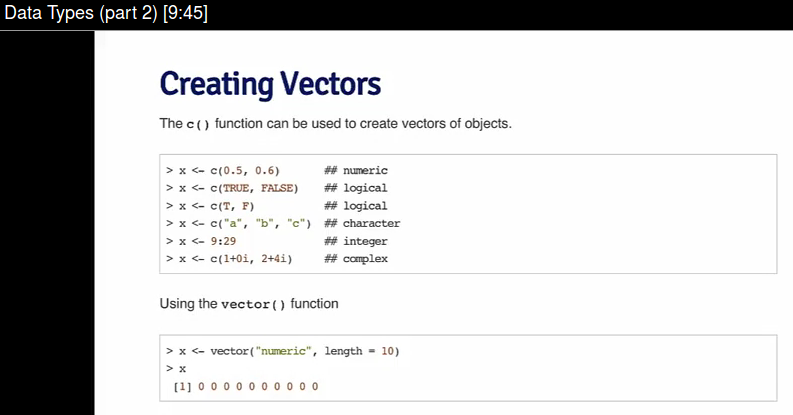 Data Types (part 2) [9:45]
Creating Vectors
The c() function can be used to create vectors of objects.
> x <- c(0.5, 0.6)       ## numeric
> x <- c(TRUE, FALSE)    ## logical
> x <- c(T, F)           ## logical
> x <- c("a", "b", "c")  ## character
> x <- 9:29              ## integer
> x <- c(1+0i, 2+4i)     ## complex
Using the vector() function
> x <- vector("numeric", length = 10)
> x
[1] 0 0 0 0 0 0 0 0 0 0